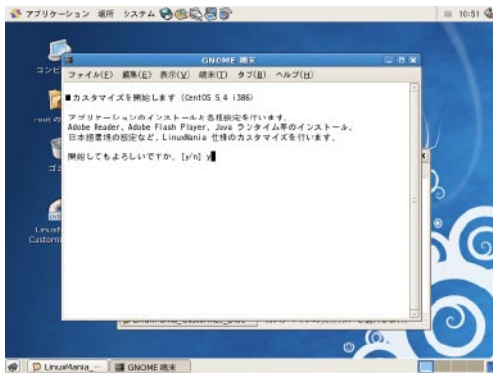 アプリケーション 場所 システム
10:51
GNOME 端末
ファイル(F) 編集(E) 表示(V) 端末(T) タブ(B) ヘルプ(H)
■カスタマイズを開始します (CentOS 5.4 i386)
アプリケーションのインストールと各種設定を行います。
Adobe Reader、Adobe Flash Player、Java ランタイム等のインストール、
日本語環境の設定など、LinuxMania 仕様のカスタマイズを行います。
開始してもよろしいですか。[y/n] y
LinuxMania_...
GNOME 端末